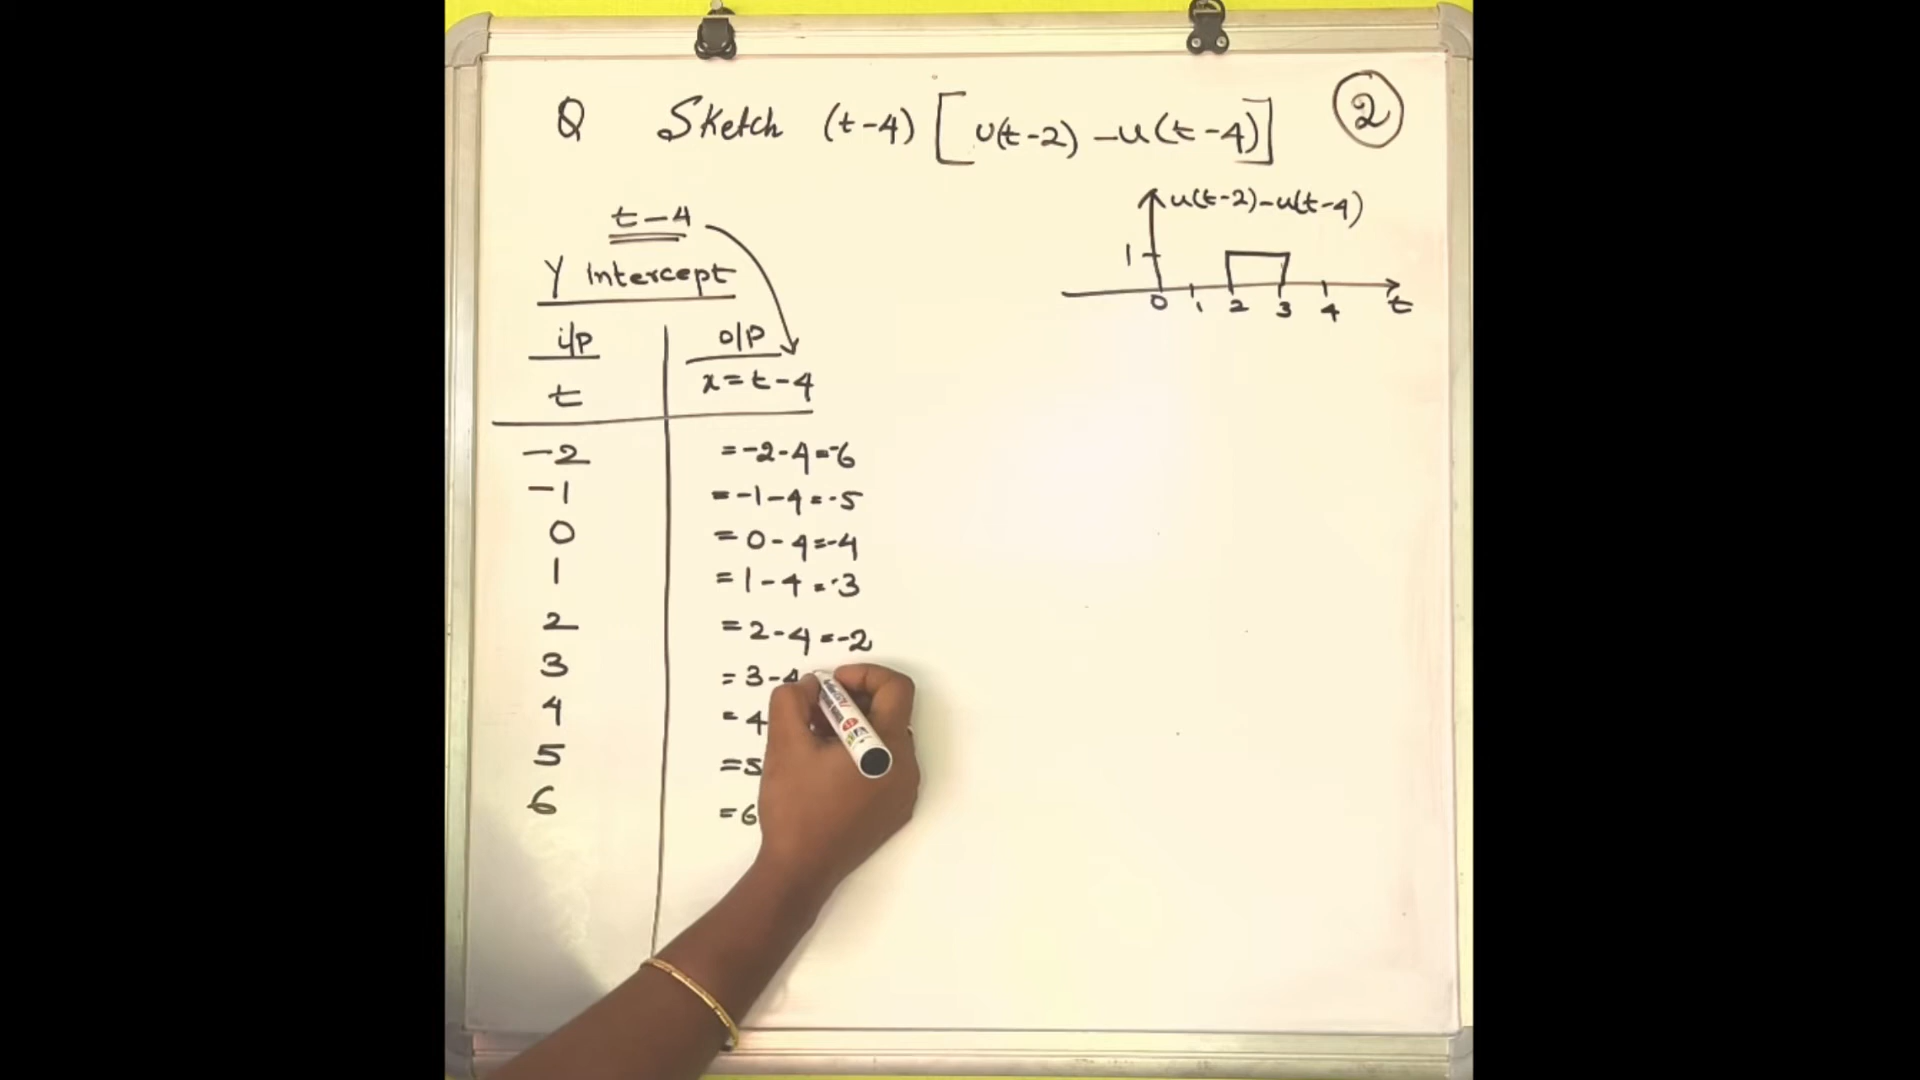 Q Sketch (t-4) [u(t-2) -u(t-4)] 2
t-4
Y intercept
i/p o/p
t x=t-4
-2 =-2-4=-6
-1 =-1-4=-5
0 =0-4=-4
1 =1-4=-3
2 =2-4=-2
3 =3-4
4 =4
5 =5
6 =6
u(t-2)-u(t-4)
1
0 1 2 3 4 t